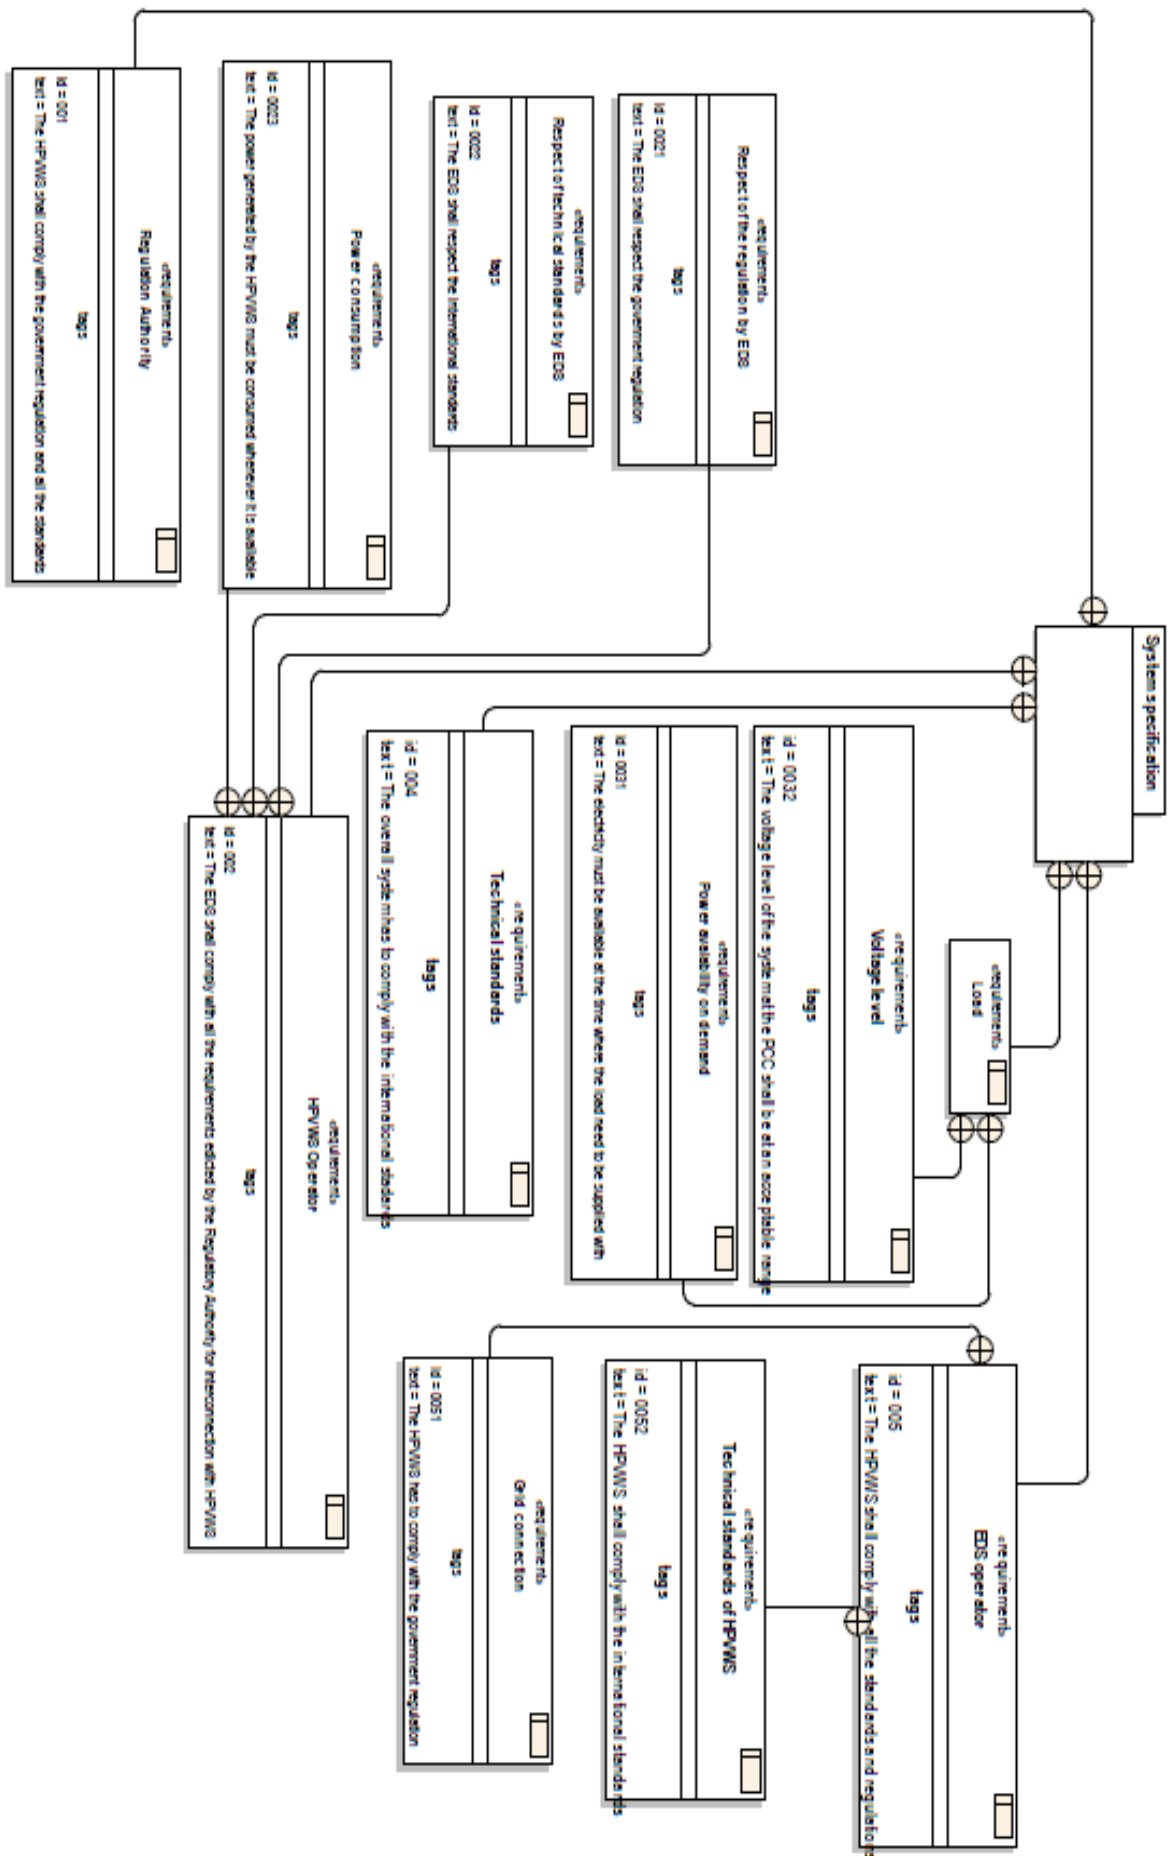 System specification
«requirement»
Load
«requirement»
EDS operator
tags
id = 005
text = The HPVWS shall comply with all the standards and regulations
«requirement»
Voltage level
tags
id = 0032
text = The voltage level of the system at the PCC shall be at an acceptable range
«requirement»
Respect of the regulation by EDS
tags
id = 0021
text = The EDS shall respect the government regulation
«requirement»
Technical standards of HPVWS
tags
id = 0052
text = The HPVWS shall comply with the international standards
«requirement»
Power availability on demand
tags
id = 0031
text = The electricity must be available at the time where the load need to be supplied with
«requirement»
Respect of technical standards by EDS
tags
id = 0022
text = The EDS shall respect the international standards
«requirement»
Grid connection
tags
id = 0051
text = The HPVWS has to comply with the government regulation
«requirement»
Technical standards
tags
id = 004
text = The overall system has to comply with the international stadards
«requirement»
Power consumption
tags
id = 0023
text = The power generated by the HPVWS must be consumed whenever it is available
«requirement»
HPVWS Operator
tags
id = 002
text = The EDS shall comply with all the requirements edicted by the Regulatory Authority for interconnection with HPVWS
«requirement»
Regulation Authority
tags
id = 001
text = The HPVWS shall comply with the government regulation and all the standards